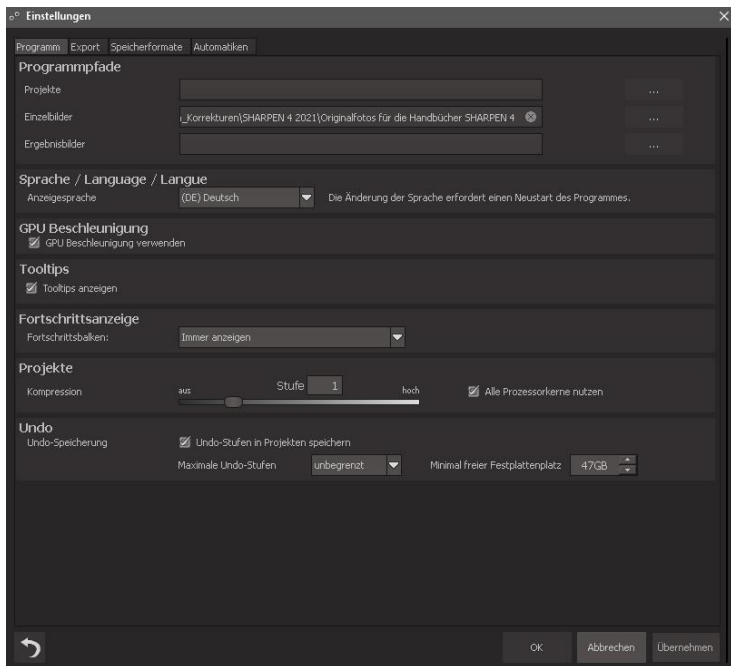 Einstellungen
Programm Export Speicherformate Automatiken
Programmpfade
Projekte ...
Einzelbilder _Korrekturen\SHARPEN 4 2021\Originalfotos für die Handbücher SHARPEN 4 ...
Ergebnisbilder ...
Sprache / Language / Langue
Anzeigesprache (DE) Deutsch Die Änderung der Sprache erfordert einen Neustart des Programmes.
GPU Beschleunigung
GPU Beschleunigung verwenden
Tooltips
Tooltips anzeigen
Fortschrittsanzeige
Fortschrittsbalken: Immer anzeigen
Projekte
Kompression aus Stufe 1 hoch Alle Prozessorkerne nutzen
Undo
Undo-Speicherung Undo-Stufen in Projekten speichern
Maximale Undo-Stufen unbegrenzt Minimal freier Festplattenplatz 47GB
OK Abbrechen Übernehmen